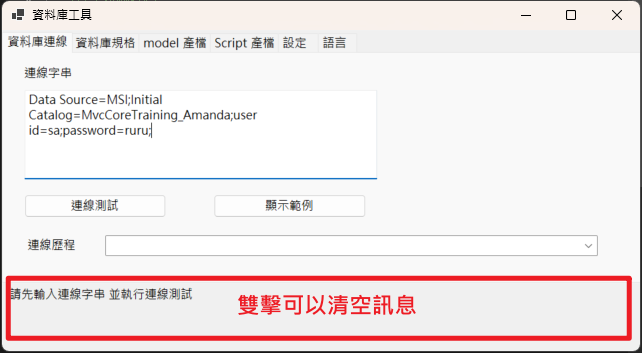 資料庫工具
資料庫連線 資料庫規格 model 產檔 Script 產檔 設定 語言
連線字串
Data Source=MSI;Initial
Catalog=MvcCoreTraining_Amanda;user
id=sa;password=ruru;
連線測試 顯示範例
連線歷程
請先輸入連線字串 並執行連線測試
雙擊可以清空訊息